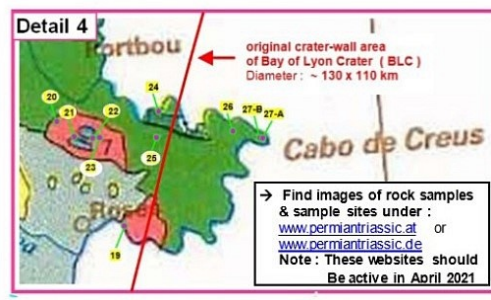 Detail 4
Portbou
original crater-wall area
of Bay of Lyon Crater ( BLC )
Diameter : ~ 130 x 110 km
24
20
21
22
26
27-B
27-A
7
25
Cabo de Creus
23
19
→ Find images of rock samples
& sample sites under :
www.permiantriassic.at or
www.permiantriassic.de
Note : These websites should
Be active in April 2021